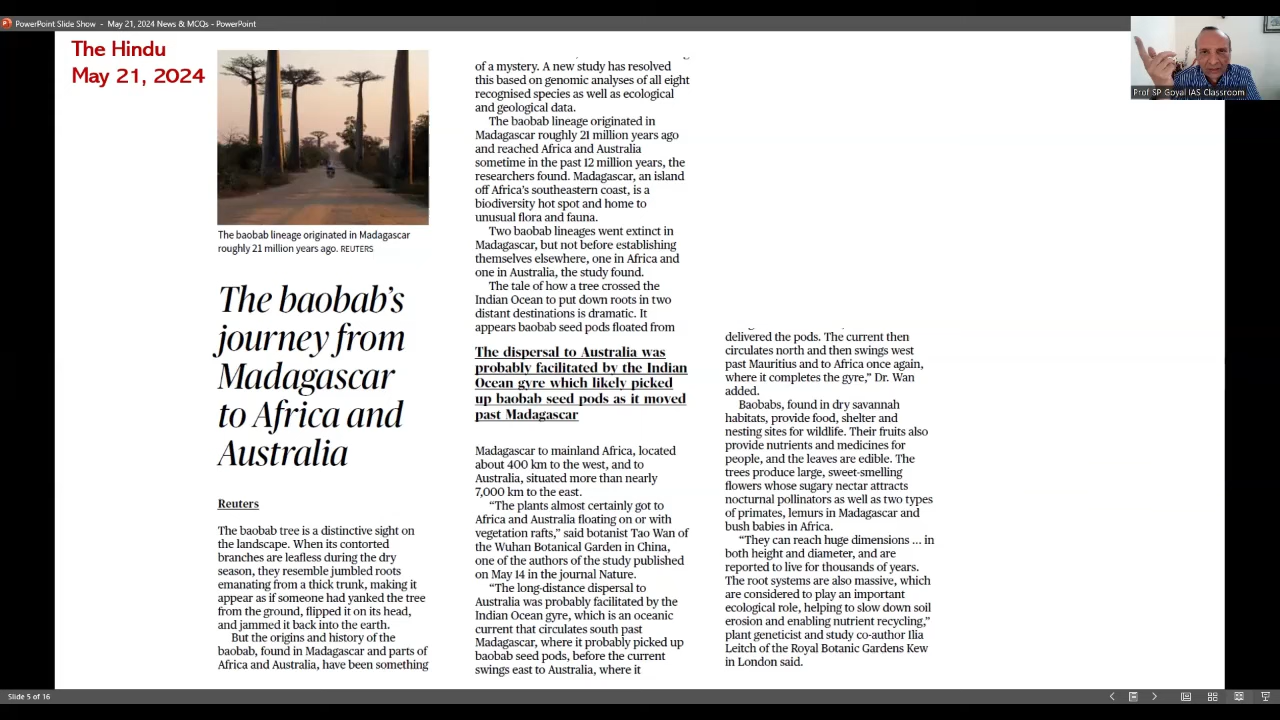 PowerPoint Slide Show - May 21, 2024 News & MCQs - PowerPoint
The Hindu
May 21, 2024
Prof SP Goyal IAS Classroom
The baobab lineage originated in Madagascar
roughly 21 million years ago. REUTERS
The baobab's
journey from
Madagascar
to Africa and
Australia
Reuters
The baobab tree is a distinctive sight on
the landscape. When its contorted
branches are leafless during the dry
season, they resemble jumbled roots
emanating from a thick trunk, making it
appear as if someone had yanked the tree
from the ground, flipped it on its head,
and jammed it back into the earth.
But the origins and history of the
baobab, found in Madagascar and parts of
Africa and Australia, have been something
of a mystery. A new study has resolved
this based on genomic analyses of all eight
recognised species as well as ecological
and geological data.
The baobab lineage originated in
Madagascar roughly 21 million years ago
and reached Africa and Australia
sometime in the past 12 million years, the
researchers found. Madagascar, an island
off Africa's southeastern coast, is a
biodiversity hot spot and home to
unusual flora and fauna.
Two baobab lineages went extinct in
Madagascar, but not before establishing
themselves elsewhere, one in Africa and
one in Australia, the study found.
The tale of how a tree crossed the
Indian Ocean to put down roots in two
distant destinations is dramatic. It
appears baobab seed pods floated from
The dispersal to Australia was
probably facilitated by the Indian
Ocean gyre which likely picked
up baobab seed pods as it moved
past Madagascar
Madagascar to mainland Africa, located
about 400 km to the west, and to
Australia, situated more than nearly
7,000 km to the east.
“The plants almost certainly got to
Africa and Australia floating on or with
vegetation rafts,” said botanist Tao Wan of
the Wuhan Botanical Garden in China,
one of the authors of the study published
on May 14 in the journal Nature.
“The long-distance dispersal to
Australia was probably facilitated by the
Indian Ocean gyre, which is an oceanic
current that circulates south past
Madagascar, where it probably picked up
baobab seed pods, before the current
swings east to Australia, where it
delivered the pods. The current then
circulates north and then swings west
past Mauritius and to Africa once again,
where it completes the gyre,” Dr. Wan
added.
Baobabs, found in dry savannah
habitats, provide food, shelter and
nesting sites for wildlife. Their fruits also
provide nutrients and medicines for
people, and the leaves are edible. The
trees produce large, sweet-smelling
flowers whose sugary nectar attracts
nocturnal pollinators as well as two types
of primates, lemurs in Madagascar and
bush babies in Africa.
“They can reach huge dimensions ... in
both height and diameter, and are
reported to live for thousands of years.
The root systems are also massive, which
are considered to play an important
ecological role, helping to slow down soil
erosion and enabling nutrient recycling,”
plant geneticist and study co-author Ilia
Leitch of the Royal Botanic Gardens Kew
in London said.
Slide 5 of 16